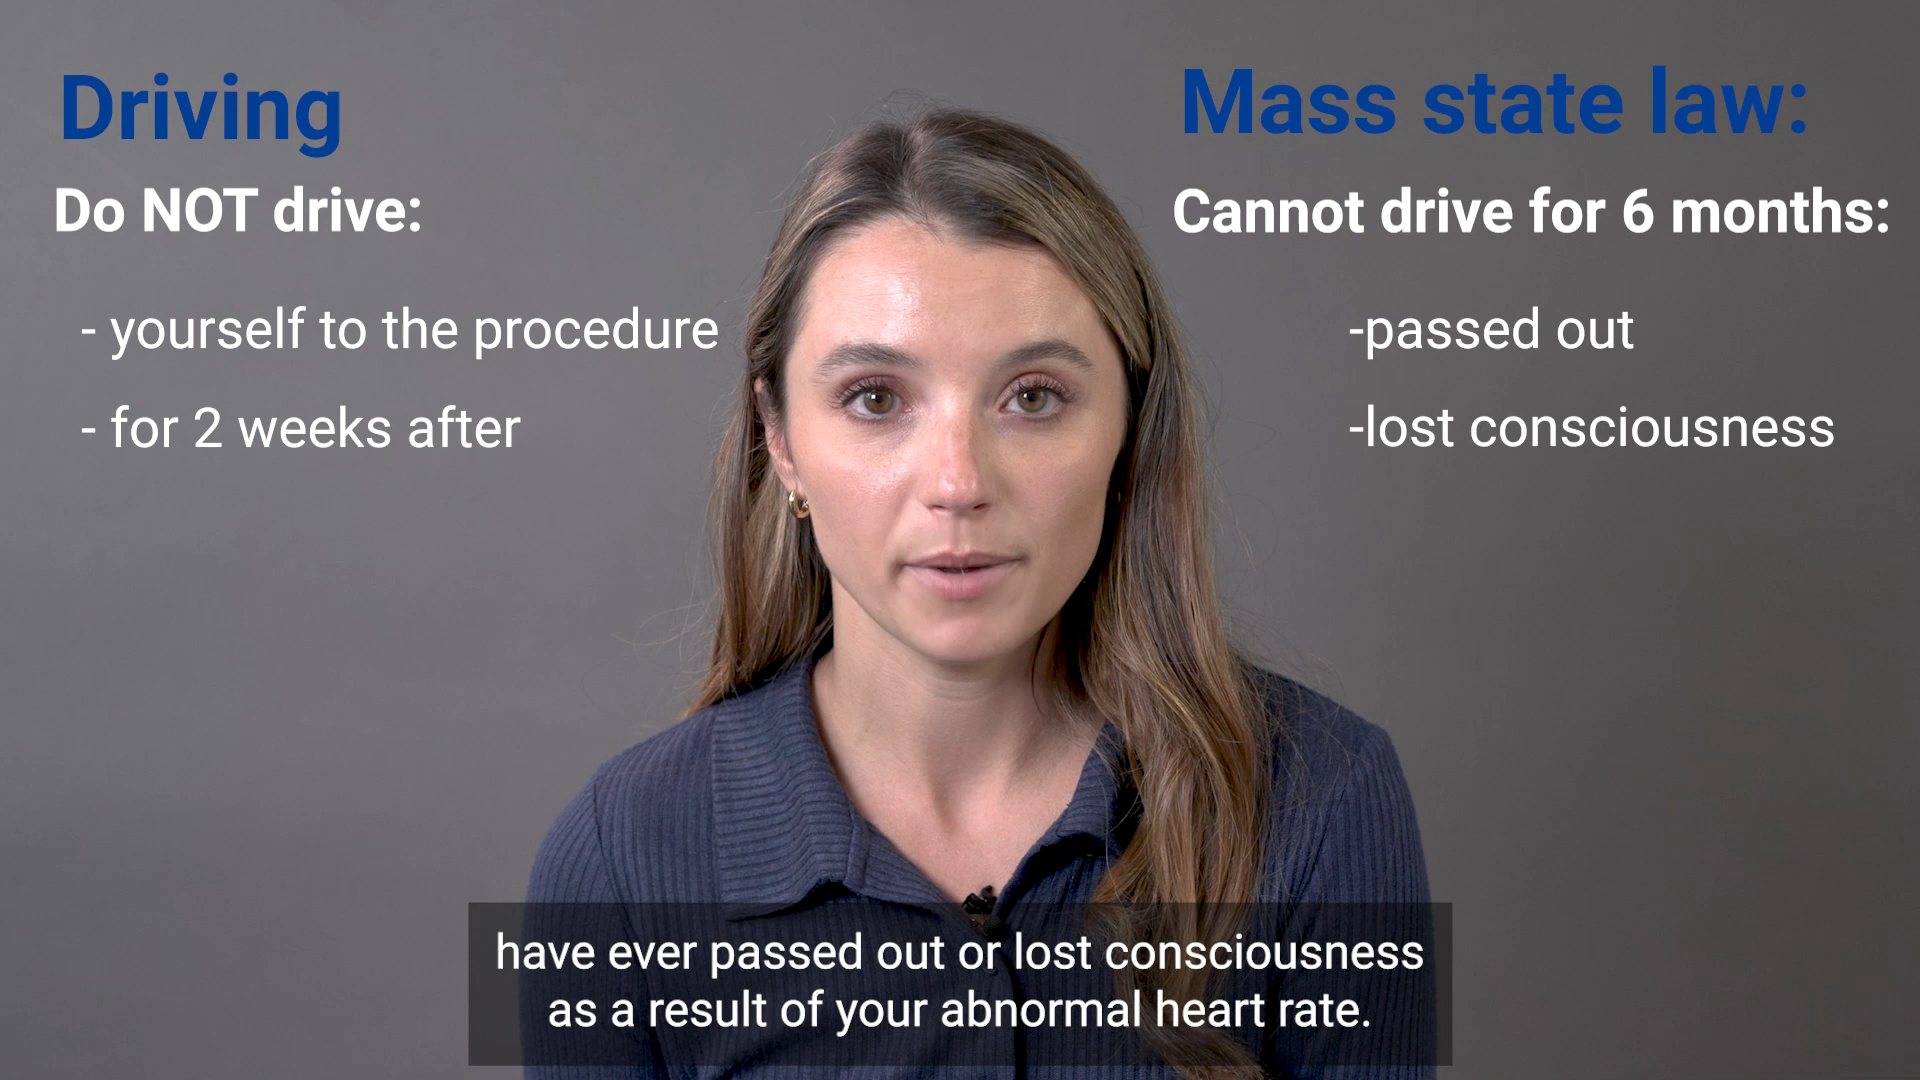 Driving
Do NOT drive:
- yourself to the procedure
- for 2 weeks after
Mass state law:
Cannot drive for 6 months:
-passed out
-lost consciousness
have ever passed out or lost consciousness
as a result of your abnormal heart rate.